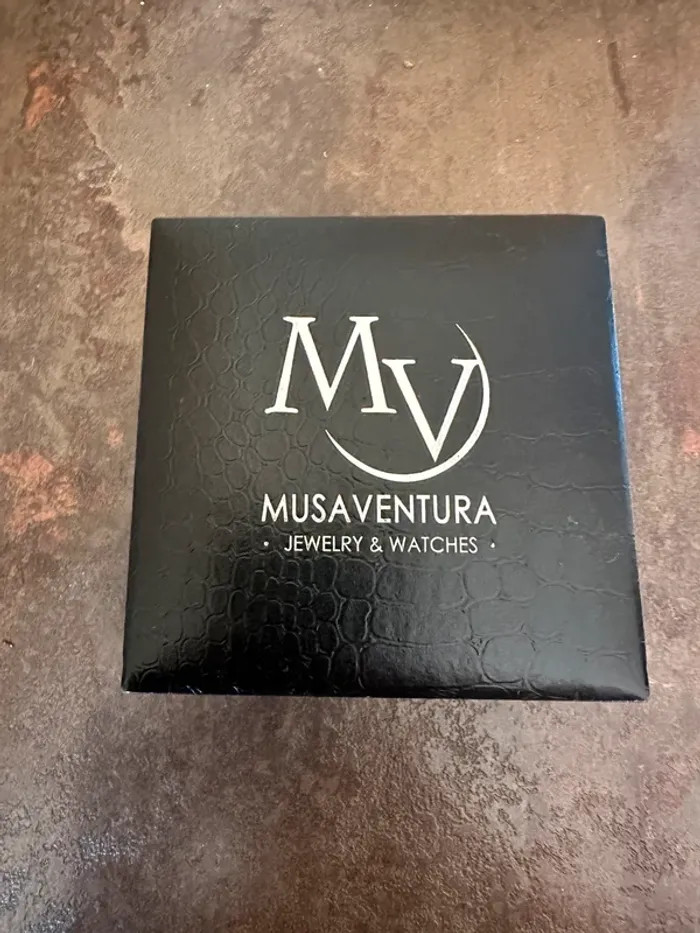 MV
MUSAVENTURA
· JEWELRY & WATCHES ·